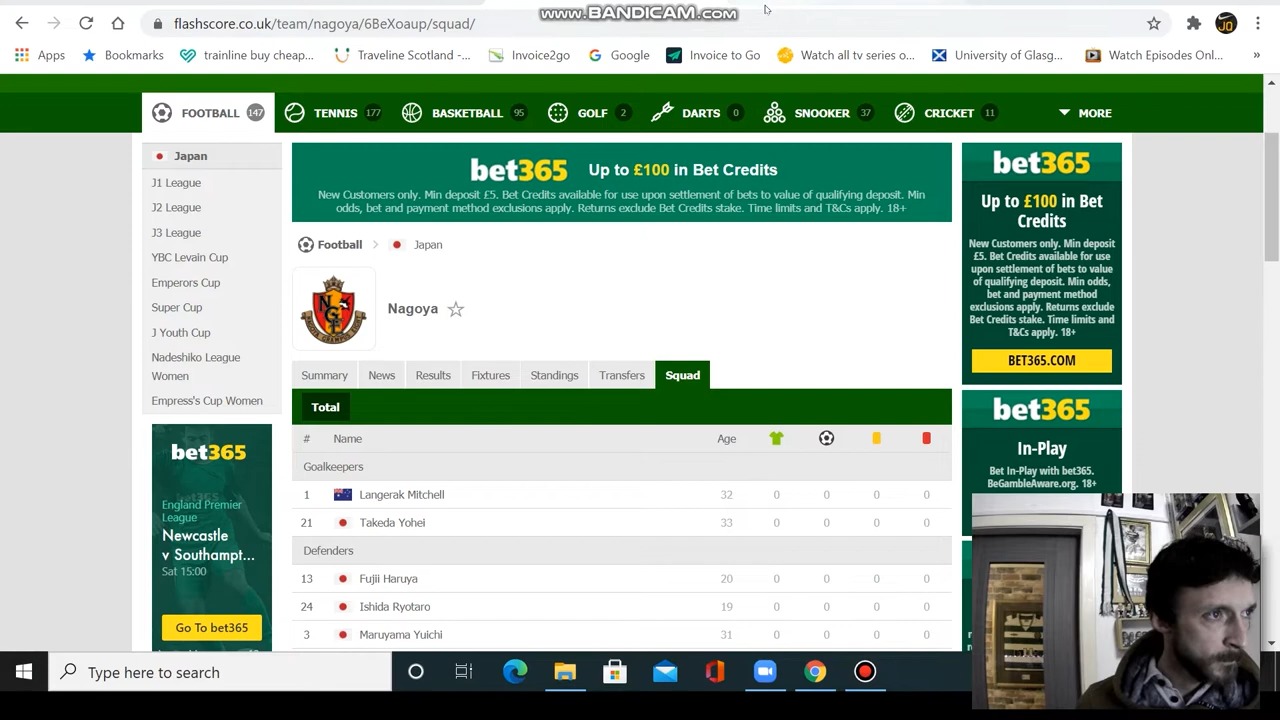 www.BANDICAM.com
flashscore.co.uk/team/nagoya/6BeXoaup/squad/
JQ
Apps Bookmarks trainline buy cheap... Traveline Scotland -... Invoice2go Google Invoice to Go Watch all tv series o... University of Glasg... Watch Episodes Onl... »
FOOTBALL 147 TENNIS 177 BASKETBALL 95 GOLF 2 DARTS 0 SNOOKER 37 CRICKET 11 MORE
Japan
J1 League
J2 League
J3 League
YBC Levain Cup
Emperors Cup
Super Cup
J Youth Cup
Nadeshiko League
Women
Empress's Cup Women
bet365
England Premier
League
Newcastle
v Southampt...
Sat 15:00
Go To bet365
bet365 Up to £100 in Bet Credits
New Customers only. Min deposit £5. Bet Credits available for use upon settlement of bets to value of qualifying deposit. Min
odds, bet and payment method exclusions apply. Returns exclude Bet Credits stake. Time limits and T&Cs apply. 18+
Football > Japan
Nagoya
Summary News Results Fixtures Standings Transfers Squad
Total
# Name Age
Goalkeepers
1 Langerak Mitchell 32 0 0 0 0
21 Takeda Yohei 33 0 0 0 0
Defenders
13 Fujii Haruya 20 0 0 0 0
24 Ishida Ryotaro 19 0 0 0 0
3 Maruyama Yuichi 31 0 0 0 0
bet365
Up to £100 in Bet
Credits
New Customers only. Min deposit
£5. Bet Credits available for use
upon settlement of bets to value
of qualifying deposit. Min odds,
bet and payment method
exclusions apply. Returns exclude
Bet Credits stake. Time limits and
T&Cs apply. 18+
BET365.COM
bet365
In-Play
Bet In-Play with bet365.
BeGambleAware.org. 18+
Type here to search